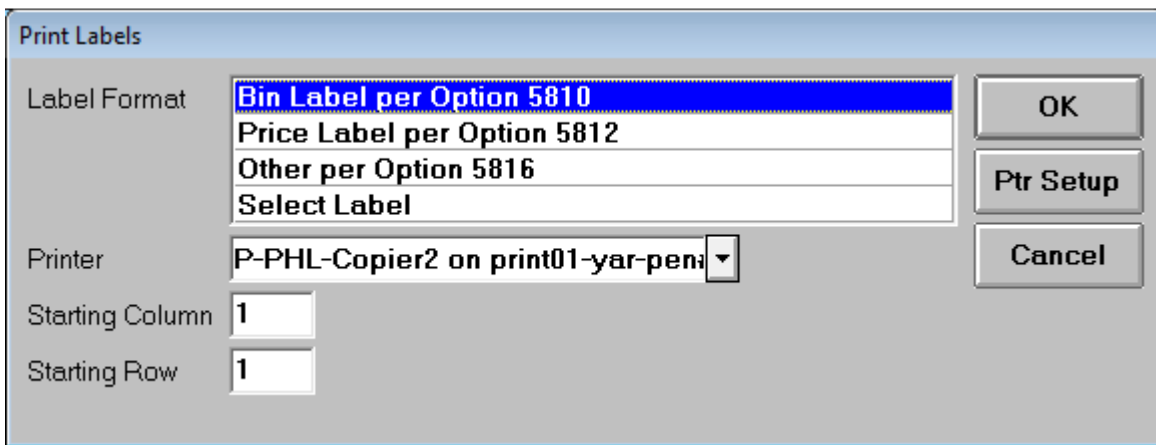 Print Labels
Label Format
Bin Label per Option 5810
Price Label per Option 5812
Other per Option 5816
Select Label
OK
Ptr Setup
Cancel
Printer
P-PHL-Copier2 on print01-yar-pen
Starting Column
1
Starting Row
1